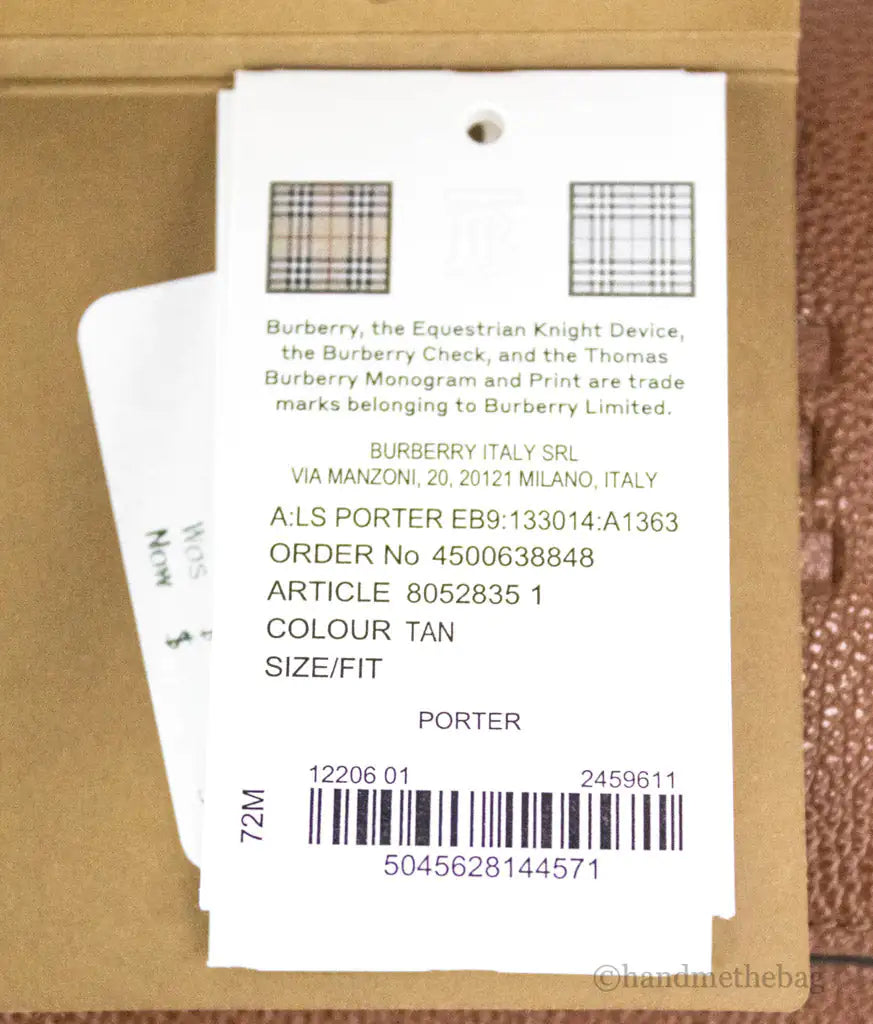 Burberry, the Equestrian Knight Device,
the Burberry Check, and the Thomas
Burberry Monogram and Print are trade
marks belonging to Burberry Limited.
BURBERRY ITALY SRL
VIA MANZONI, 20, 20121 MILANO, ITALY
A:LS PORTER EB9:133014:A1363
ORDER No 4500638848
ARTICLE 8052835 1
COLOUR TAN
SIZE/FIT
PORTER
12206 01 2459611
72M
5045628144571
Was $
Now $
©handmethebag